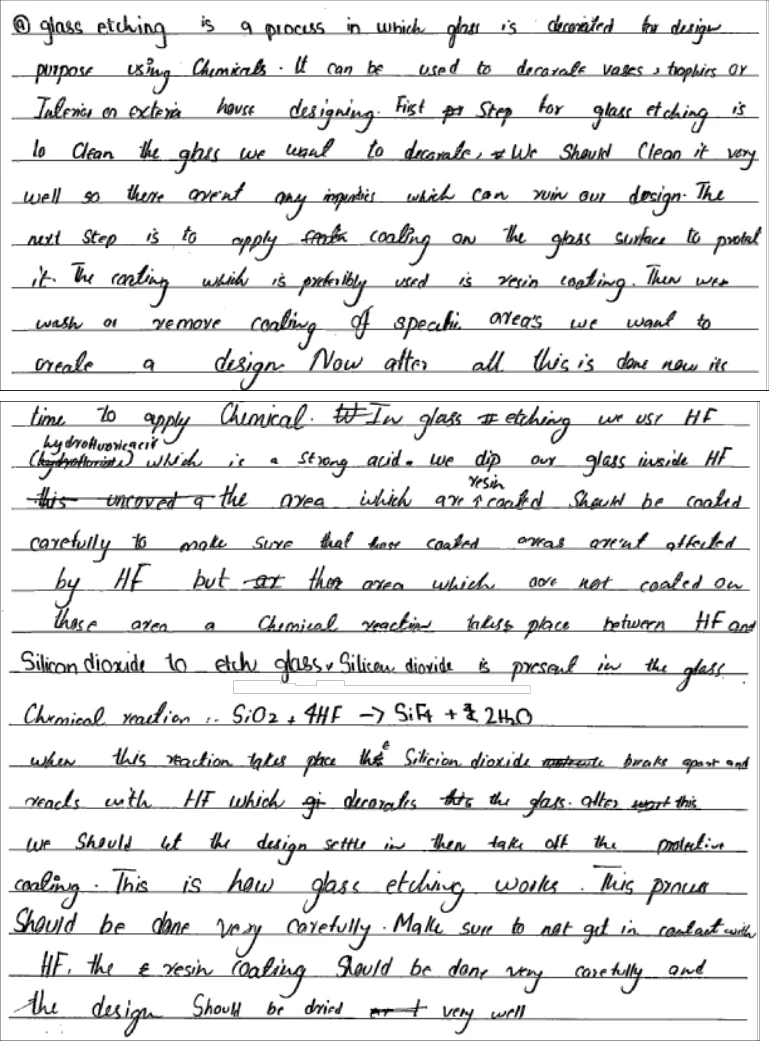 ⓐ glass etching is a process in which glass is decorated for design
purpose using Chemicals. It can be used to decorate vases, trophies or
Interior on exterior house designing. First Step for glass etching is
to Clean the glass we want to decorate, We Should Clean it very
well so there aren't any impurities which can ruin our design. The
next Step is to apply coating on the glass surface to protect
it. The coating which is preferibly used is resin coating. Then we
wash or remove coating of specific area's we want to
create a design. Now after all this is done now its
time to apply Chemical. In glass etching we use HF
(hydrofluoricacid) which is a strong acid. we dip our glass inside HF
the area which are resin coated Should be coated
carefully to make sure that coated areas aren't affected
by HF but area which are not coated on
those area a Chemical reaction takes place between HF and
Silicon dioxide to etch glass. Silicon dioxide is present in the glass
Chemical reaction :. SiO2 + 4HF -> SiF4 + 2H2O
when this reaction takes place the Silicion dioxide breaks apart and
reacts with HF which decorates the glass. after this
we Should let the design settle in then take off the protective
coating. This is how glass etching works. This process
Should be done very carefully. Make sure to not get in contact with
HF, the resin coating Should be done very carefully and
the design Should be dried very well